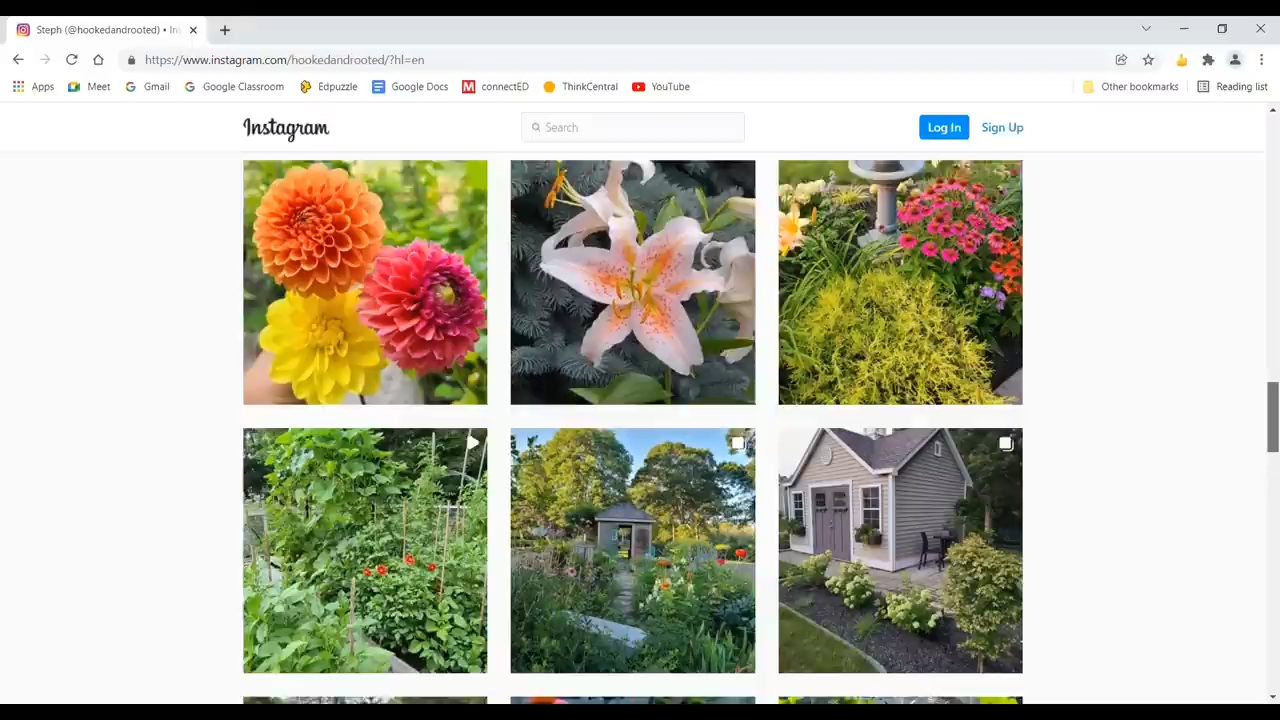 Steph (@hookedandrooted) • In
https://www.instagram.com/hookedandrooted/?hl=en
Apps Meet Gmail Google Classroom Edpuzzle Google Docs connectED ThinkCentral YouTube Other bookmarks Reading list
Instagram Search Log In Sign Up